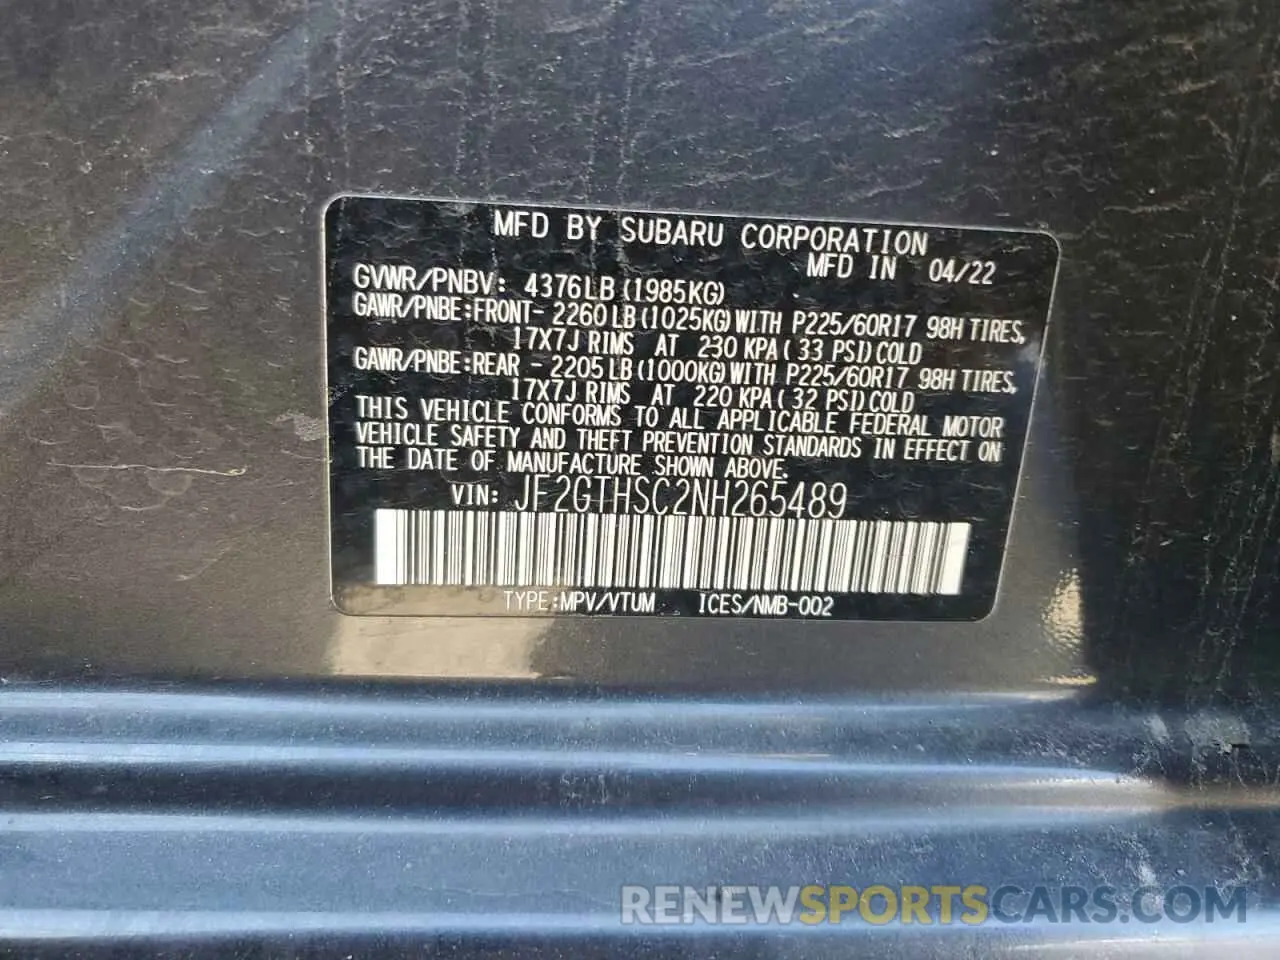 MFD BY SUBARU CORPORATION
MFD IN 04/22
GVWR/PNBV: 4376LB (1985KG)
GAWR/PNBE:FRONT- 2260 LB (1025KG) WITH P225/60R17 98H TIRES,
17X7J RIMS AT 230 KPA ( 33 PSI) COLD
GAWR/PNBE:REAR - 2205 LB (1000KG) WITH P225/60R17 98H TIRES,
17X7J RIMS AT 220 KPA ( 32 PSI) COLD
THIS VEHICLE CONFORMS TO ALL APPLICABLE FEDERAL MOTOR
VEHICLE SAFETY AND THEFT PREVENTION STANDARDS IN EFFECT ON
THE DATE OF MANUFACTURE SHOWN ABOVE.
VIN: JF2GTHSC2NH265489
TYPE:MPV/VTUM ICES/NMB-002
RENEWSPORTSCARS.COM